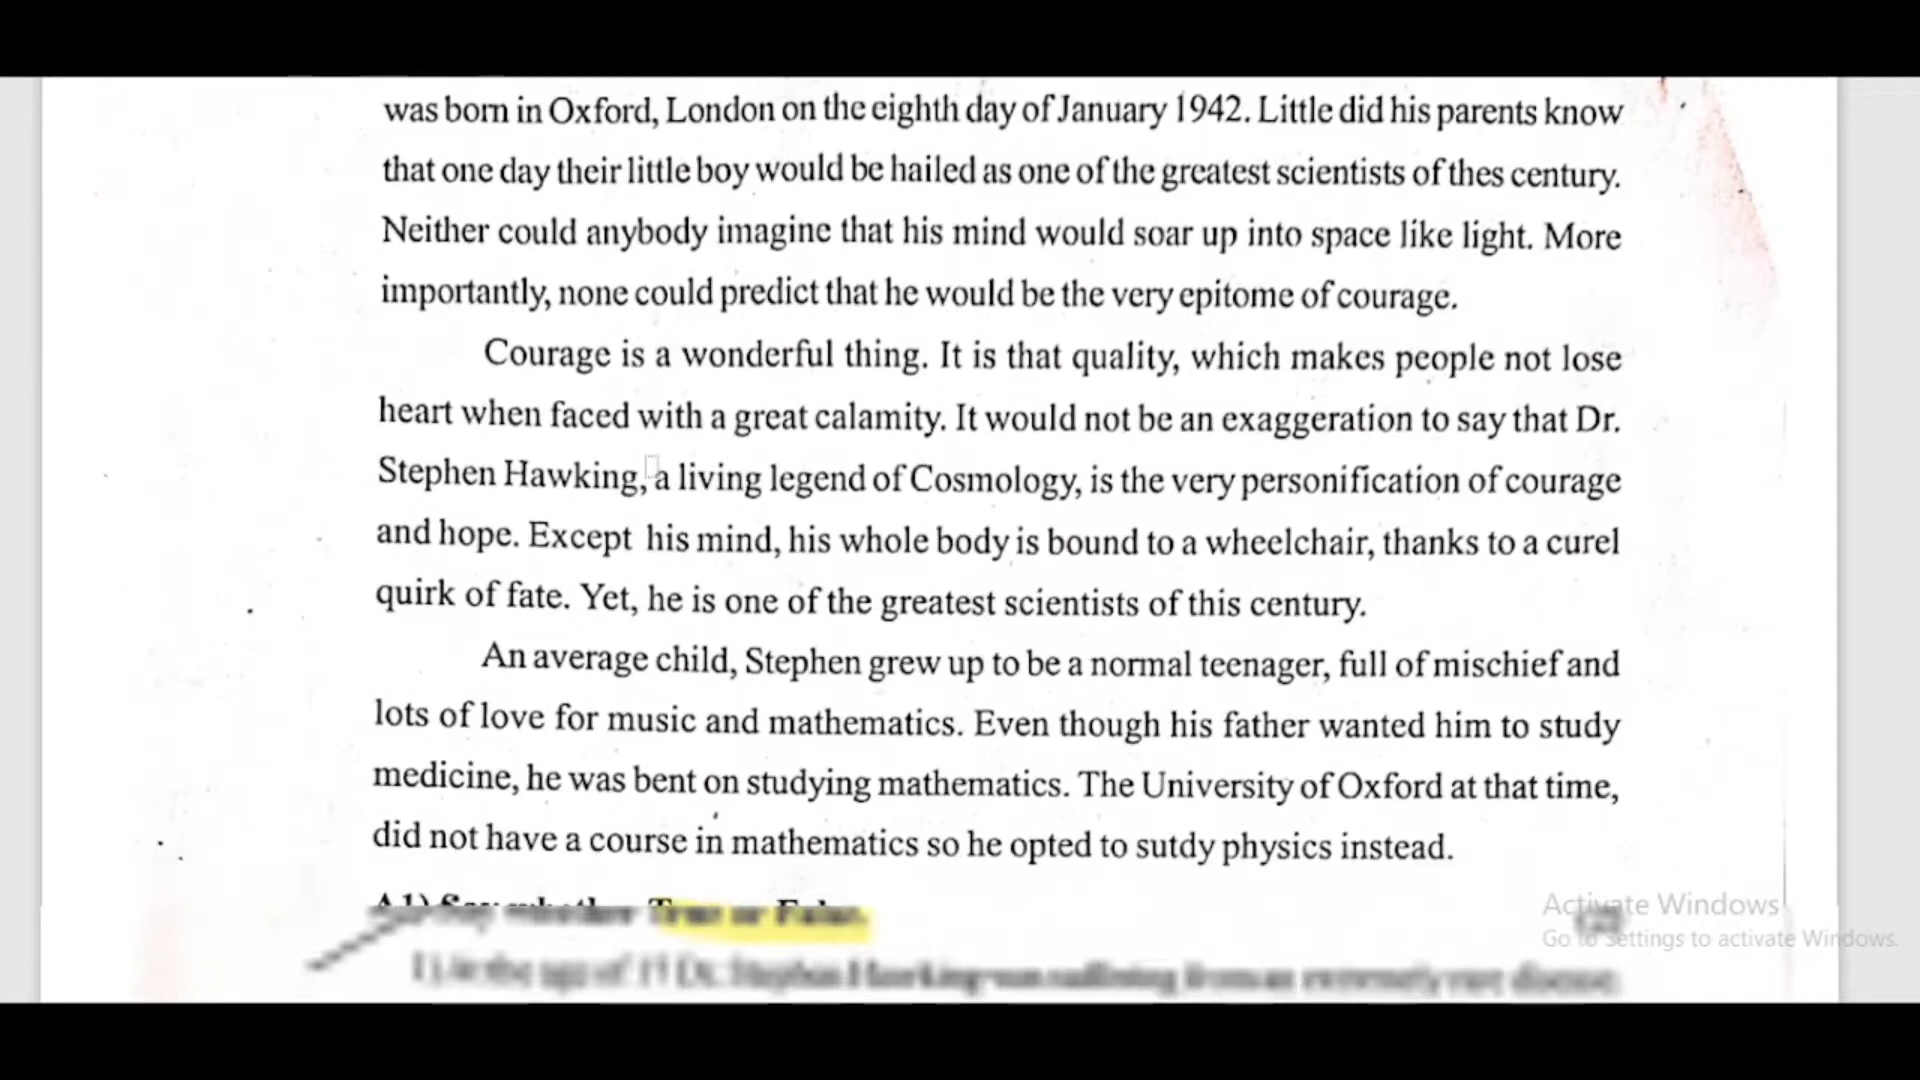 was born in Oxford, London on the eighth day of January 1942. Little did his parents know
that one day their little boy would be hailed as one of the greatest scientists of thes century.
Neither could anybody imagine that his mind would soar up into space like light. More
importantly, none could predict that he would be the very epitome of courage.
Courage is a wonderful thing. It is that quality, which makes people not lose
heart when faced with a great calamity. It would not be an exaggeration to say that Dr.
Stephen Hawking, a living legend of Cosmology, is the very personification of courage
and hope. Except his mind, his whole body is bound to a wheelchair, thanks to a curel
quirk of fate. Yet, he is one of the greatest scientists of this century.
An average child, Stephen grew up to be a normal teenager, full of mischief and
lots of love for music and mathematics. Even though his father wanted him to study
medicine, he was bent on studying mathematics. The University of Oxford at that time,
did not have a course in mathematics so he opted to sutdy physics instead.
A1) Say whether True or False.
Activate Windows
Go to Settings to activate Windows.